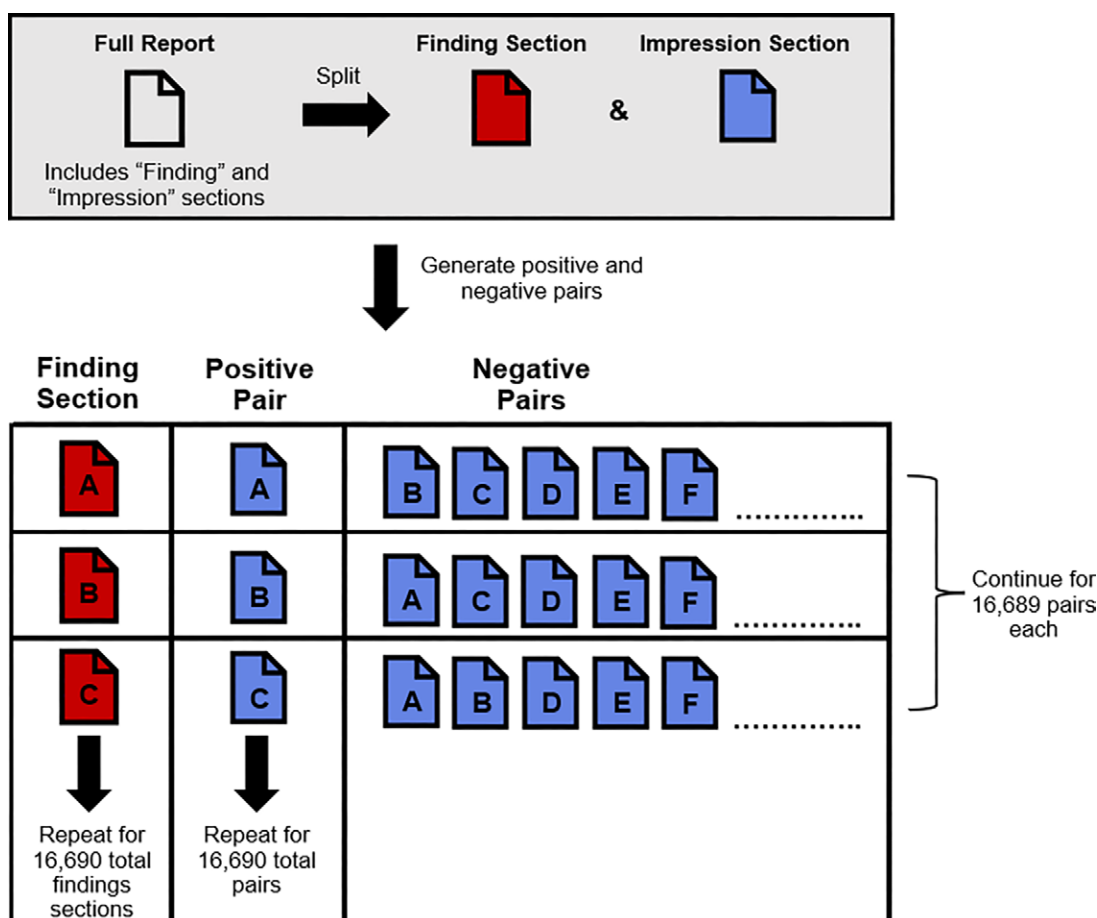 Full Report
Finding Section
Impression Section
Split
&
Includes “Finding” and
“Impression” sections
Generate positive and
negative pairs
Finding
Section
Positive
Pair
Negative
Pairs
A A B C D E F ..............
B B A C D E F ..............
C C A B D E F ..............
Continue for
16,689 pairs
each
Repeat for
16,690 total
findings
sections
Repeat for
16,690 total
pairs